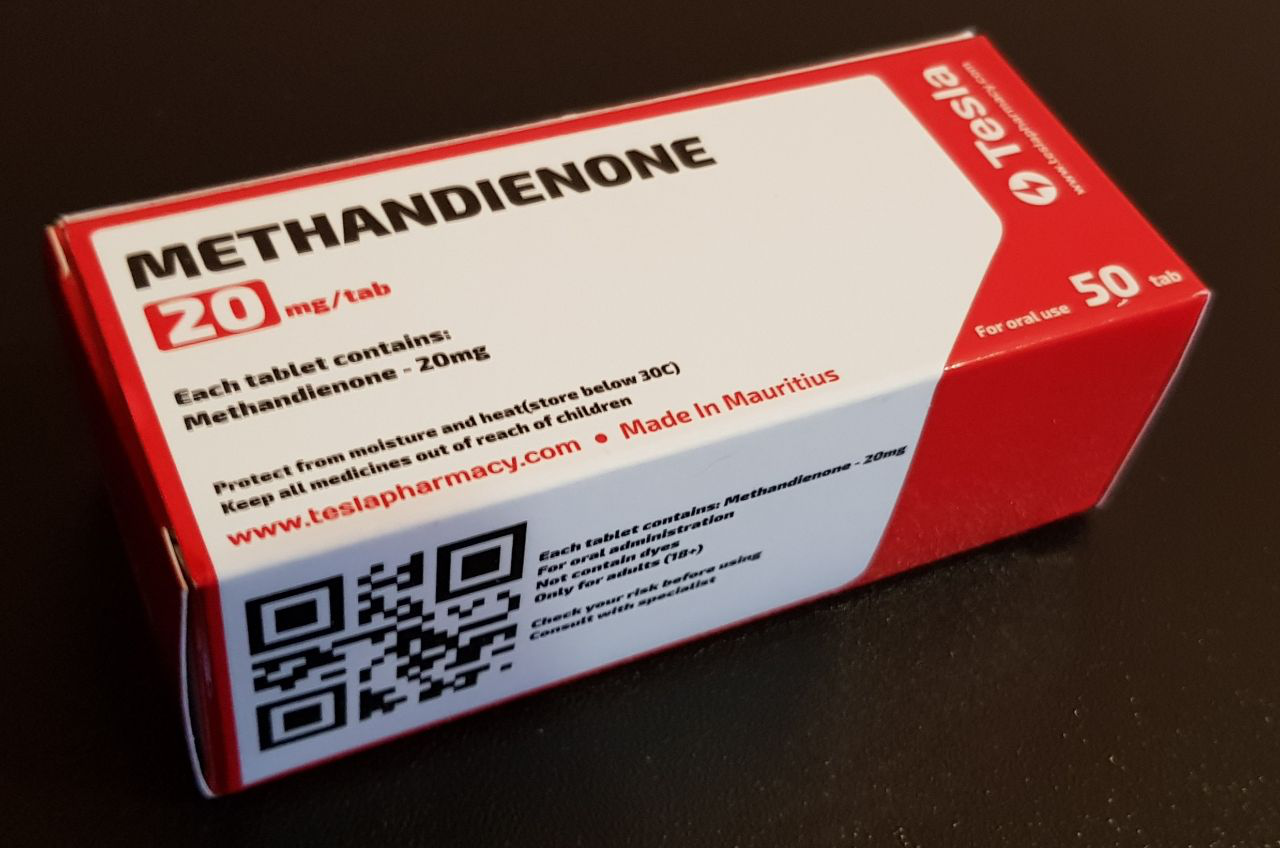 METHANDIENONE
20 mg/tab
Each tablet contains:
Methandienone - 20mg
Protect from moisture and heat(store below 30C)
Keep all medicines out of reach of children
www.teslapharmacy.com • Made In Mauritius
Tesla
www.teslapharmacy.com
For oral use 50 tab
Each tablet contains: Methandienone - 20mg
For oral administration
Not contain dyes
Only for adults (18+)
Check your risk before using
Consult with specialist